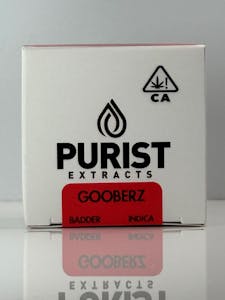 CA
PURIST
EXTRACTS
GOOBERZ
BADDER INDICA